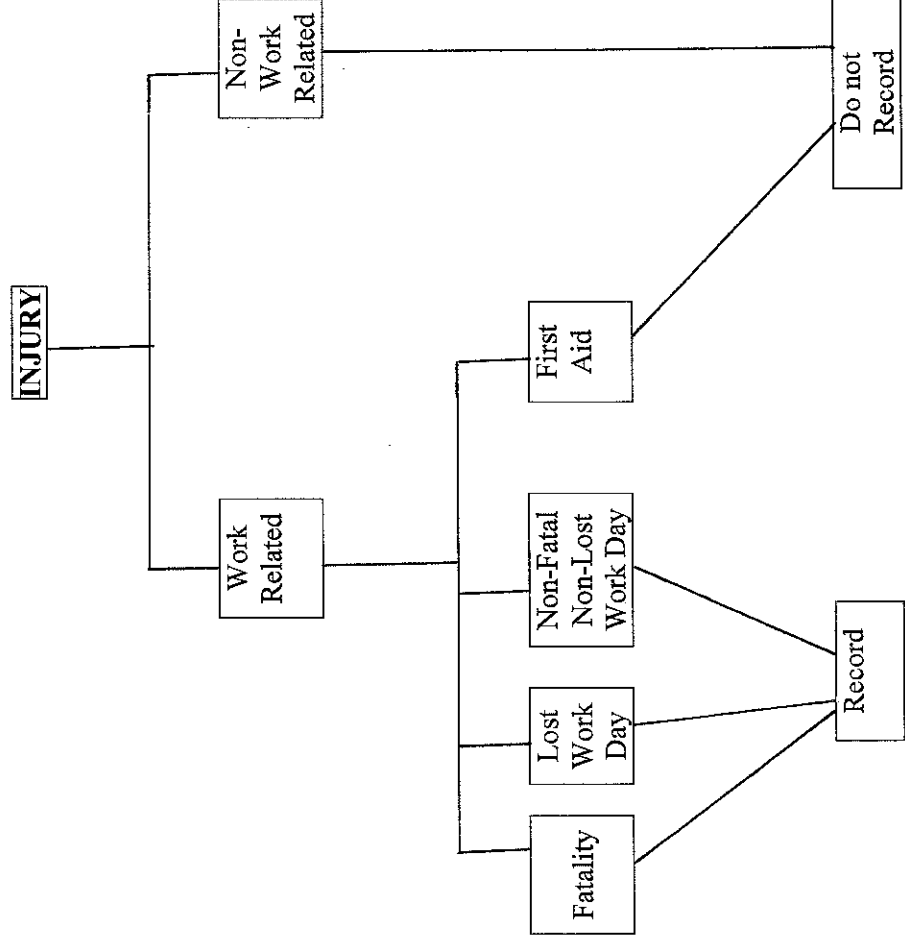 INJURY
Work
Related
Non-
Work
Related
Fatality
Lost
Work
Day
Non-Fatal
Non-Lost
Work Day
First
Aid
Record
Do not
Record